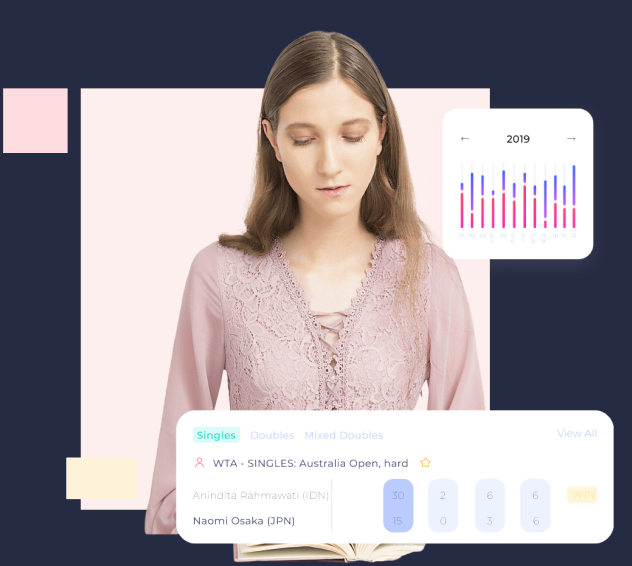 ← 2019 →
Singles Doubles Mixed Doubles View All
WTA - SINGLES: Australia Open, hard
Anindita Rahmawati (IDN) 30 2 6 6 WIN
Naomi Osaka (JPN) 15 0 3 6